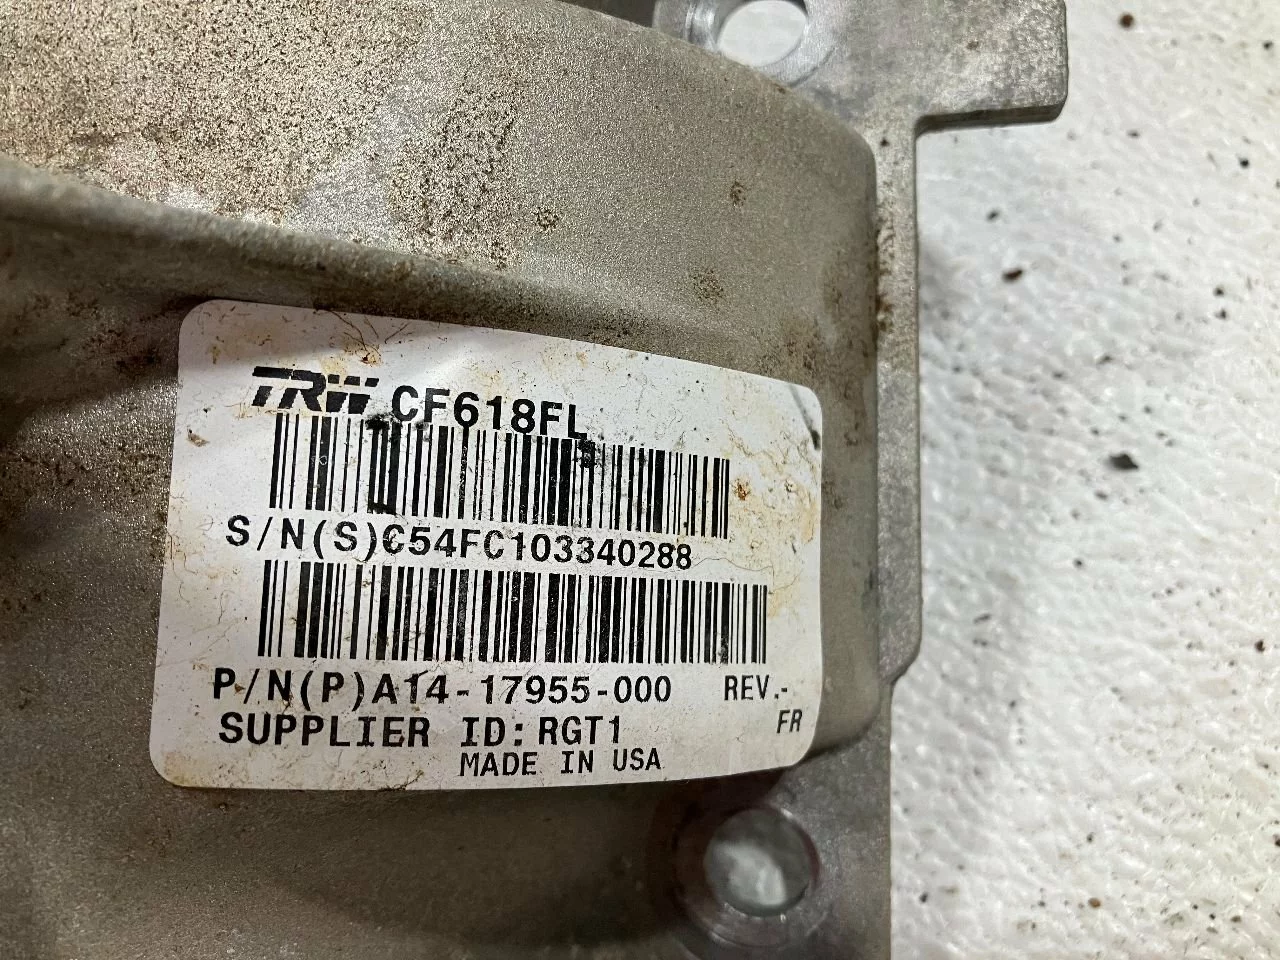 TRW CF618FL
S/N(S)C54FC103340288
P/N(P)A14-17955-000 REV.-
SUPPLIER ID:RGT1 FR
MADE IN USA